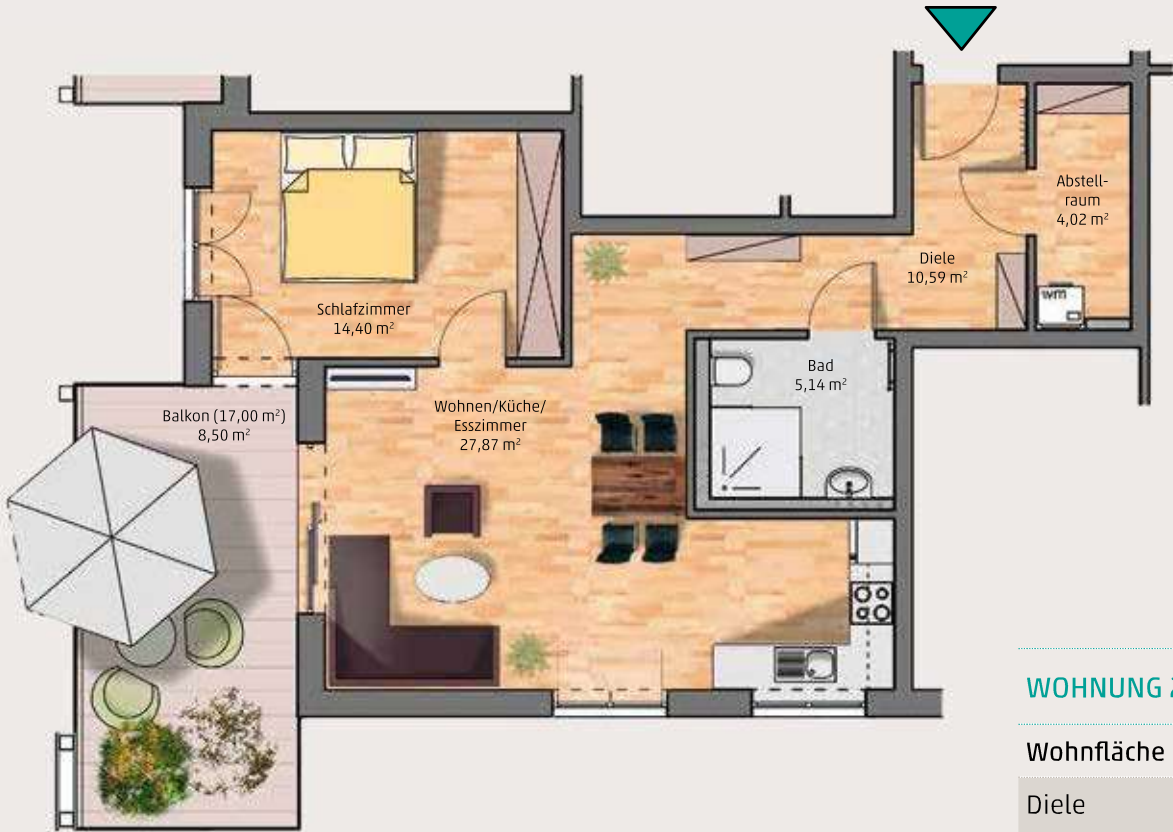 Abstell-
raum
4,02 m²
Diele
10,59 m²
wm
Schlafzimmer
14,40 m²
Bad
5,14 m²
Balkon (17,00 m²)
8,50 m²
Wohnen/Küche/
Esszimmer
27,87 m²
WOHNUNG
Wohnfläche
Diele